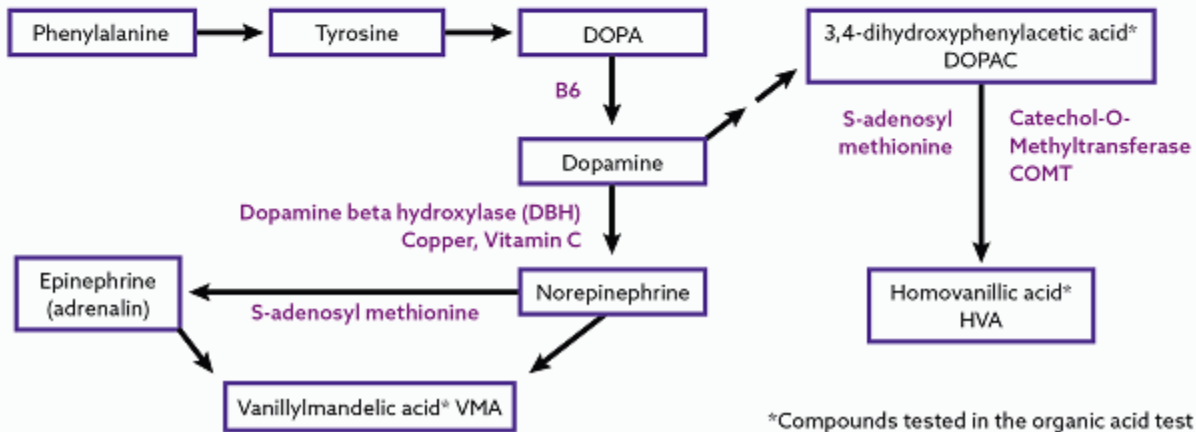 Phenylalanine
Tyrosine
DOPA
3,4-dihydroxyphenylacetic acid*
DOPAC
B6
S-adenosyl
methionine
Catechol-O-
Methyltransferase
COMT
Dopamine
Dopamine beta hydroxylase (DBH)
Copper, Vitamin C
Epinephrine
(adrenalin)
S-adenosyl methionine
Norepinephrine
Homovanillic acid*
HVA
Vanillylmandelic acid* VMA
*Compounds tested in the organic acid test